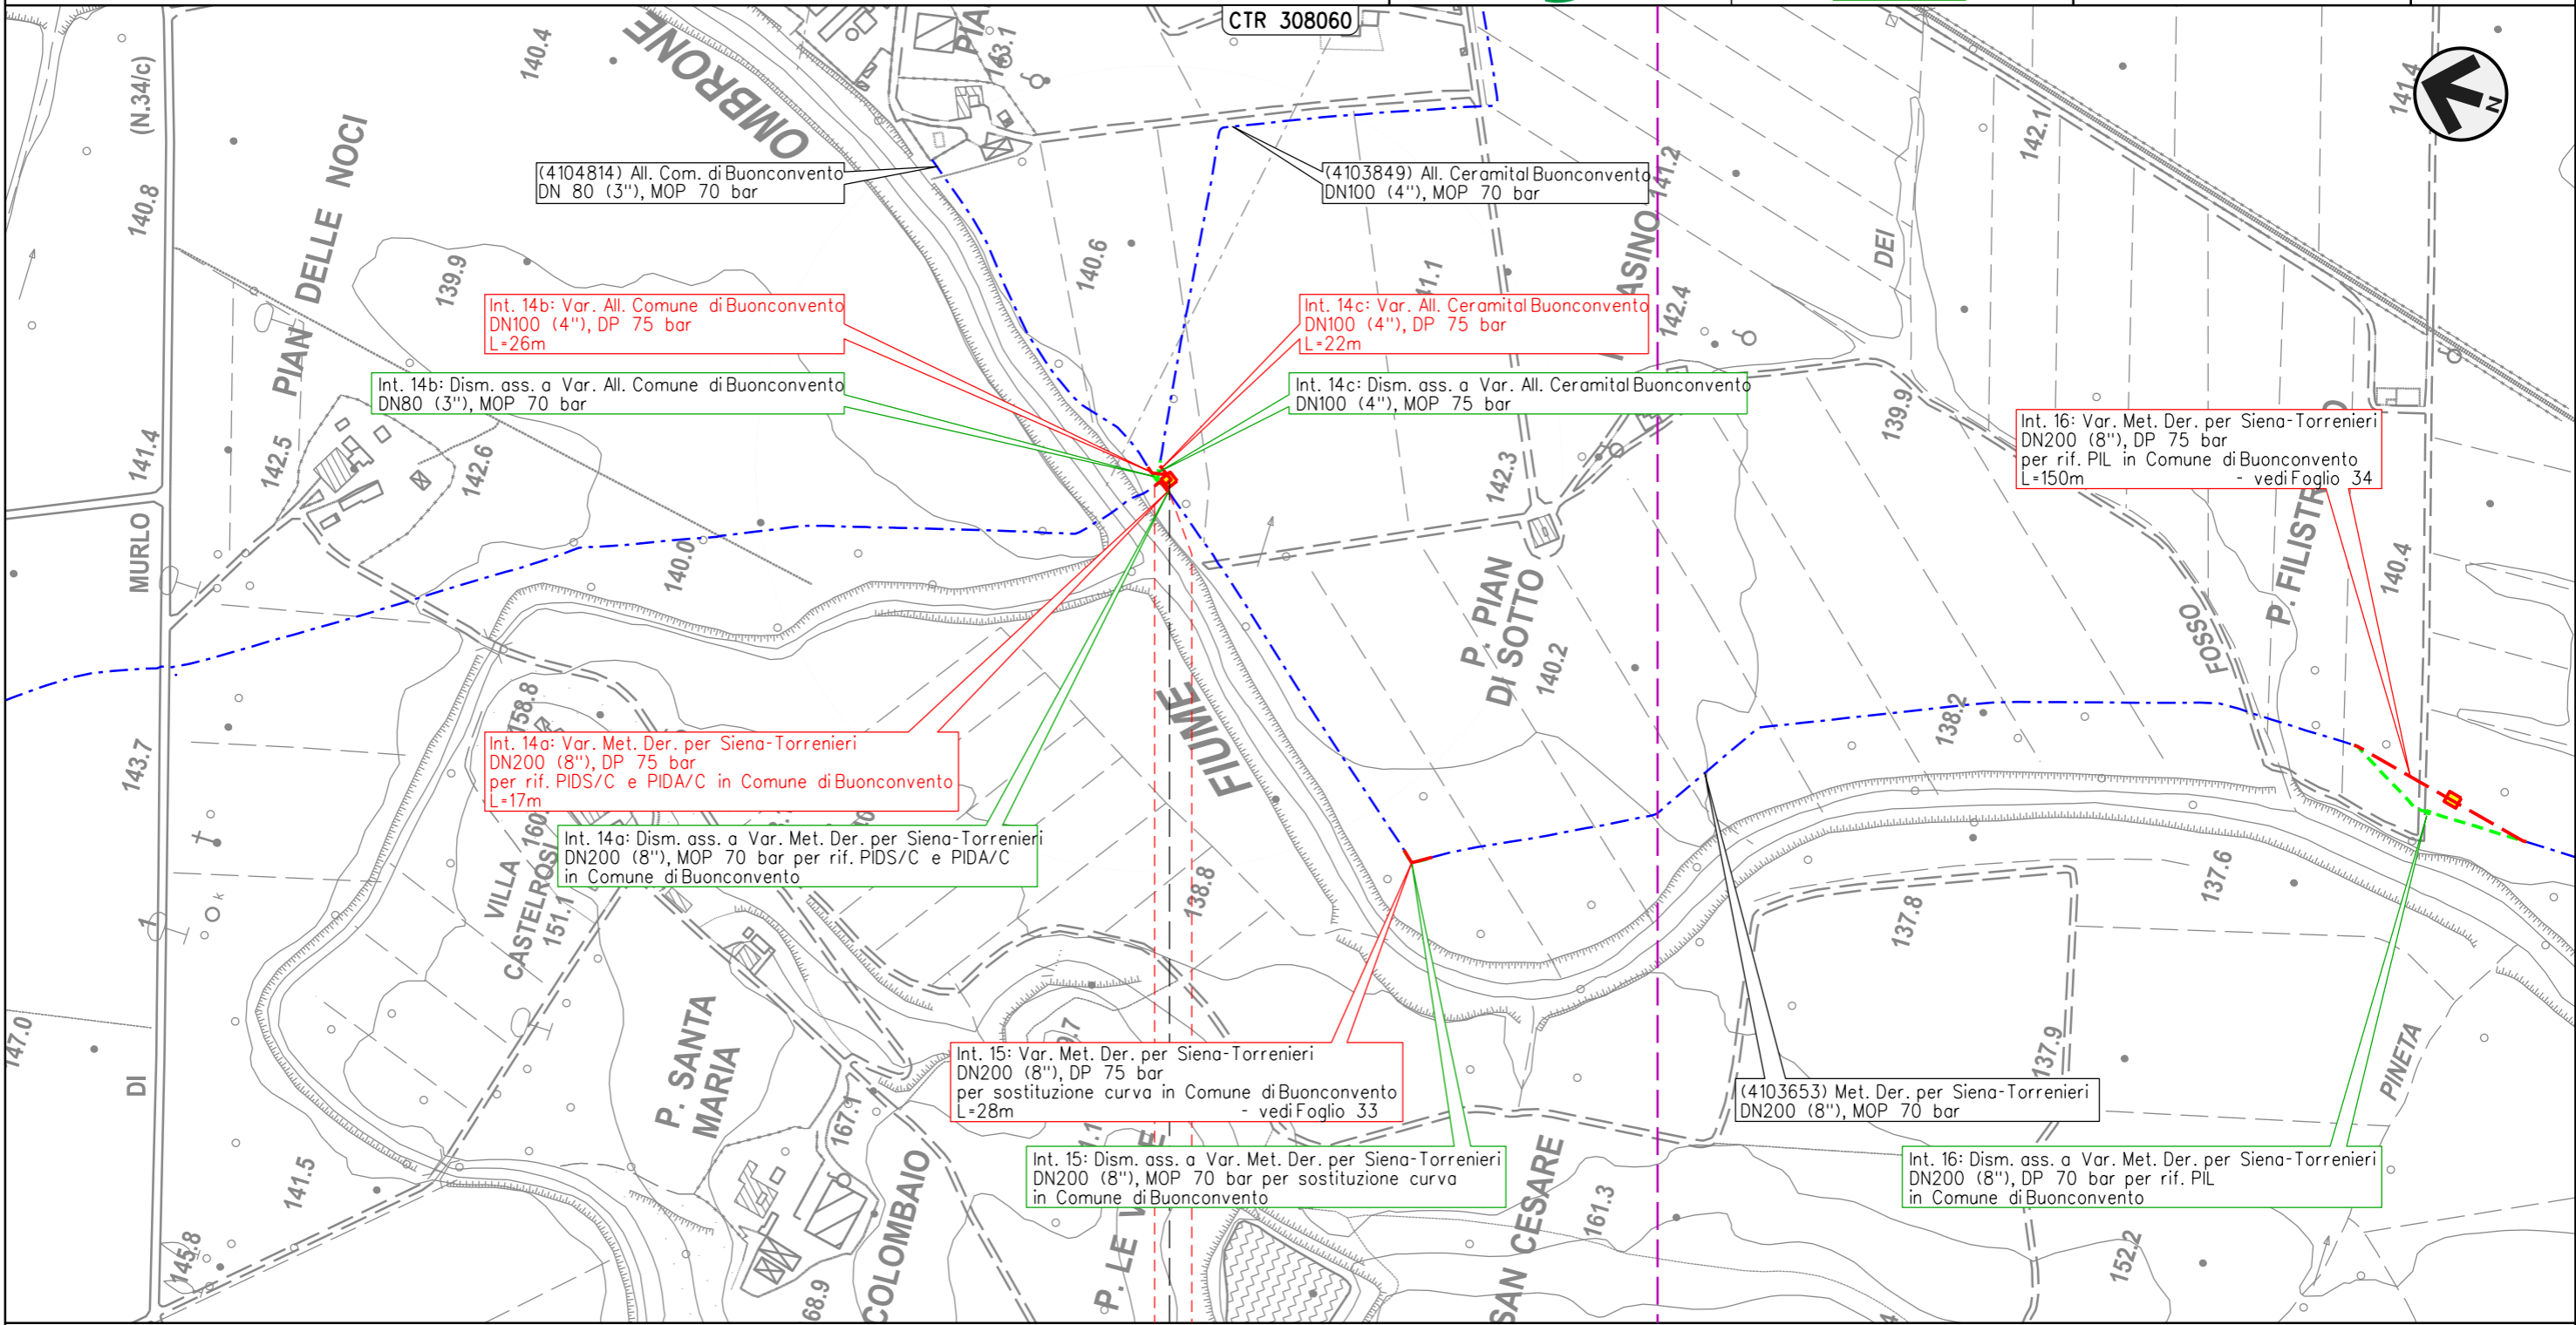 CTR 308060
(N.34/c)
140.4
OMBRONE
163.1
141.4
N
142.1
140.8
PIAN DELLE NOCI
139.9
140.6
141.2
DEI
(4104814) All. Com. di Buonconvento
DN 80 (3"), MOP 70 bar
(4103849) All. Ceramital Buonconvento
DN100 (4"), MOP 70 bar
Int. 14b: Var. All. Comune di Buonconvento
DN100 (4"), DP 75 bar
L=26m
Int. 14c: Var. All. Ceramital Buonconvento
DN100 (4"), DP 75 bar
L=22m
142.4
Int. 14b: Dism. ass. a Var. All. Comune di Buonconvento
DN80 (3"), MOP 70 bar
Int. 14c: Dism. ass. a Var. All. Ceramital Buonconvento
DN100 (4"), MOP 75 bar
139.9
Int. 16: Var. Met. Der. per Siena-Torrenieri
DN200 (8"), DP 75 bar
per rif. PIL in Comune di Buonconvento
L=150m - vedi Foglio 34
141.4
142.5
142.6
142.3
MURLO
140.0
P. PIAN
DI SOTTO
140.2
FOSSO
140.4
158.8
FIUME
138.2
143.7
Int. 14a: Var. Met. Der. per Siena-Torrenieri
DN200 (8"), DP 75 bar
per rif. PIDS/C e PIDA/C in Comune di Buonconvento
L=17m
Int. 14a: Dism. ass. a Var. Met. Der. per Siena-Torrenieri
DN200 (8"), MOP 70 bar per rif. PIDS/C e PIDA/C
in Comune di Buonconvento
VILLA
CASTELROSI
151.1
k
138.8
137.8
137.6
147.0
DI
P. SANTA
MARIA
167.1
137.9
PINETA
Int. 15: Var. Met. Der. per Siena-Torrenieri
DN200 (8"), DP 75 bar
per sostituzione curva in Comune di Buonconvento
L=28m - vedi Foglio 33
(4103653) Met. Der. per Siena-Torrenieri
DN200 (8"), MOP 70 bar
Int. 15: Dism. ass. a Var. Met. Der. per Siena-Torrenieri
DN200 (8"), MOP 70 bar per sostituzione curva
in Comune di Buonconvento
Int. 16: Dism. ass. a Var. Met. Der. per Siena-Torrenieri
DN200 (8"), DP 70 bar per rif. PIL
in Comune di Buonconvento
141.5
145.8
COLOMBAIO
68.9
P. LE
SAN CESARE
161.3
152.2